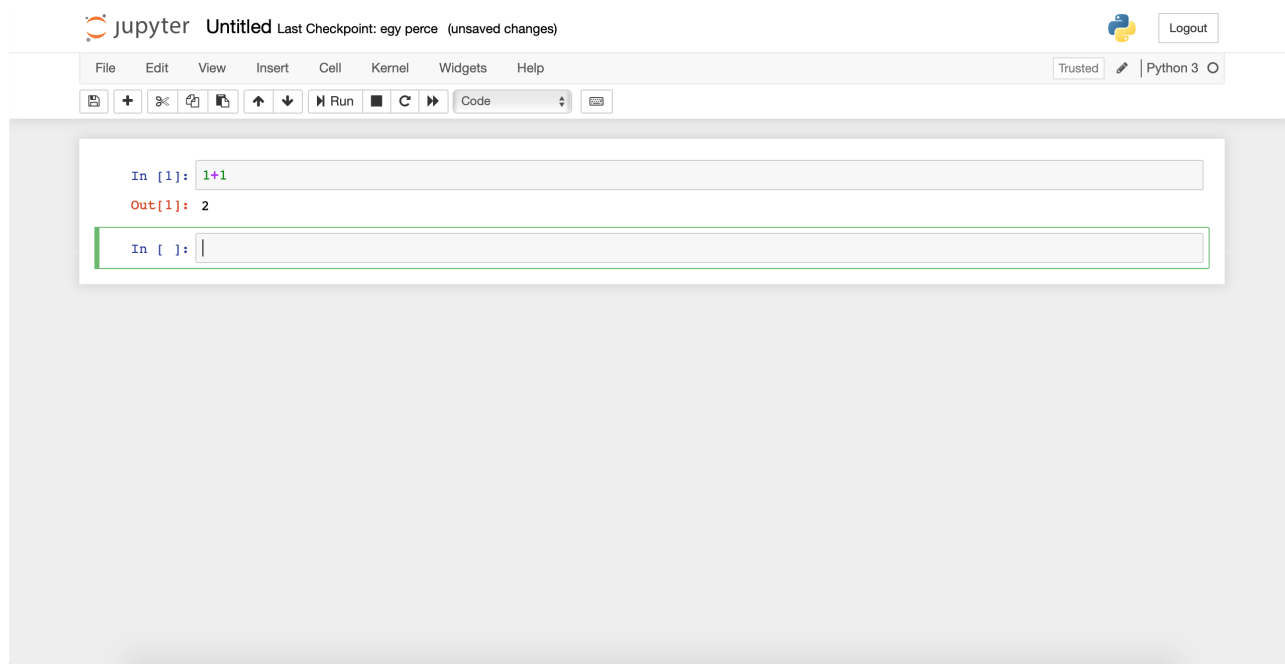 jupyter Untitled Last Checkpoint: egy perce (unsaved changes)
Logout
File Edit View Insert Cell Kernel Widgets Help
Trusted Python 3
Run Code
In [1]: 1+1
Out[1]: 2
In [ ]: